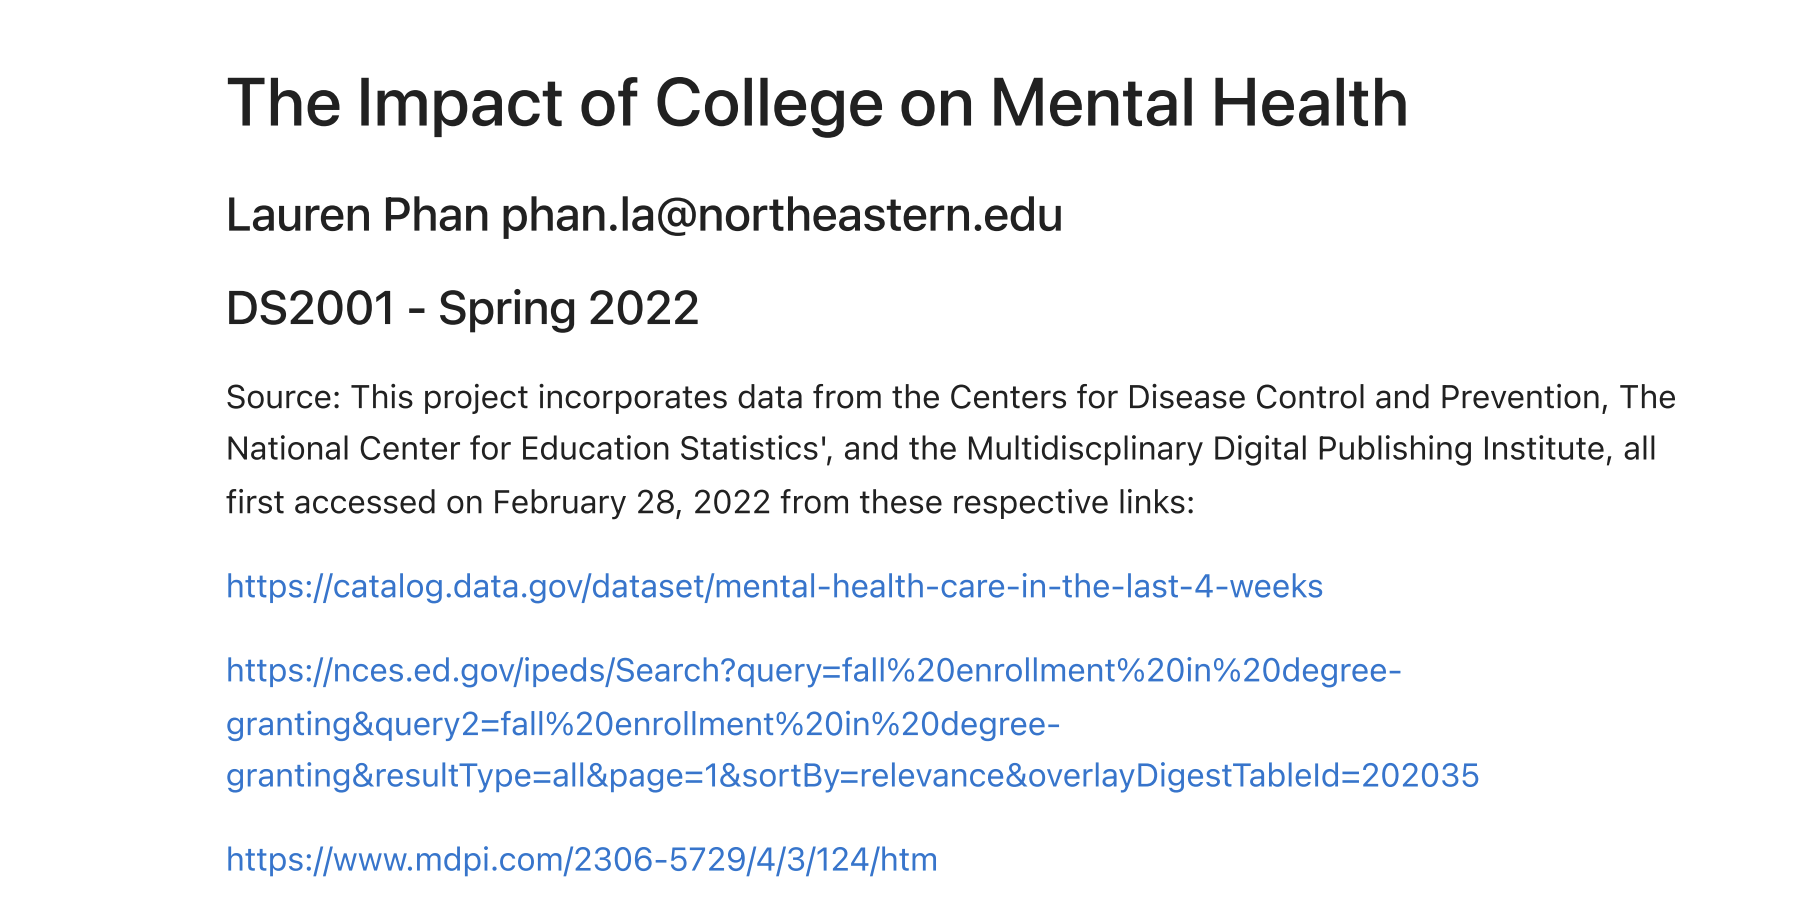 The Impact of College on Mental Health
Lauren Phan phan.la@northeastern.edu
DS2001 - Spring 2022
Source: This project incorporates data from the Centers for Disease Control and Prevention, The
National Center for Education Statistics', and the Multidiscplinary Digital Publishing Institute, all
first accessed on February 28, 2022 from these respective links:
https://catalog.data.gov/dataset/mental-health-care-in-the-last-4-weeks
https://nces.ed.gov/ipeds/Search?query=fall%20enrollment%20in%20degree-
granting&query2=fall%20enrollment%20in%20degree-
granting&resultType=all&page=1&sortBy=relevance&overlayDigestTableId=202035
https://www.mdpi.com/2306-5729/4/3/124/htm